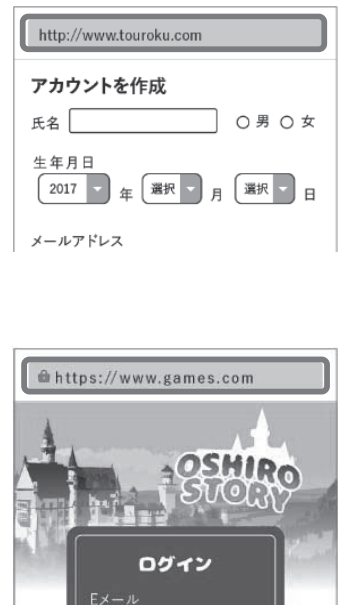 http://www.touroku.com
アカウントを作成
氏名 男 女
生年月日
2017 年 選択 月 選択 日
メールアドレス
https://www.games.com
OSHIRO
STORY
ログイン
Eメール